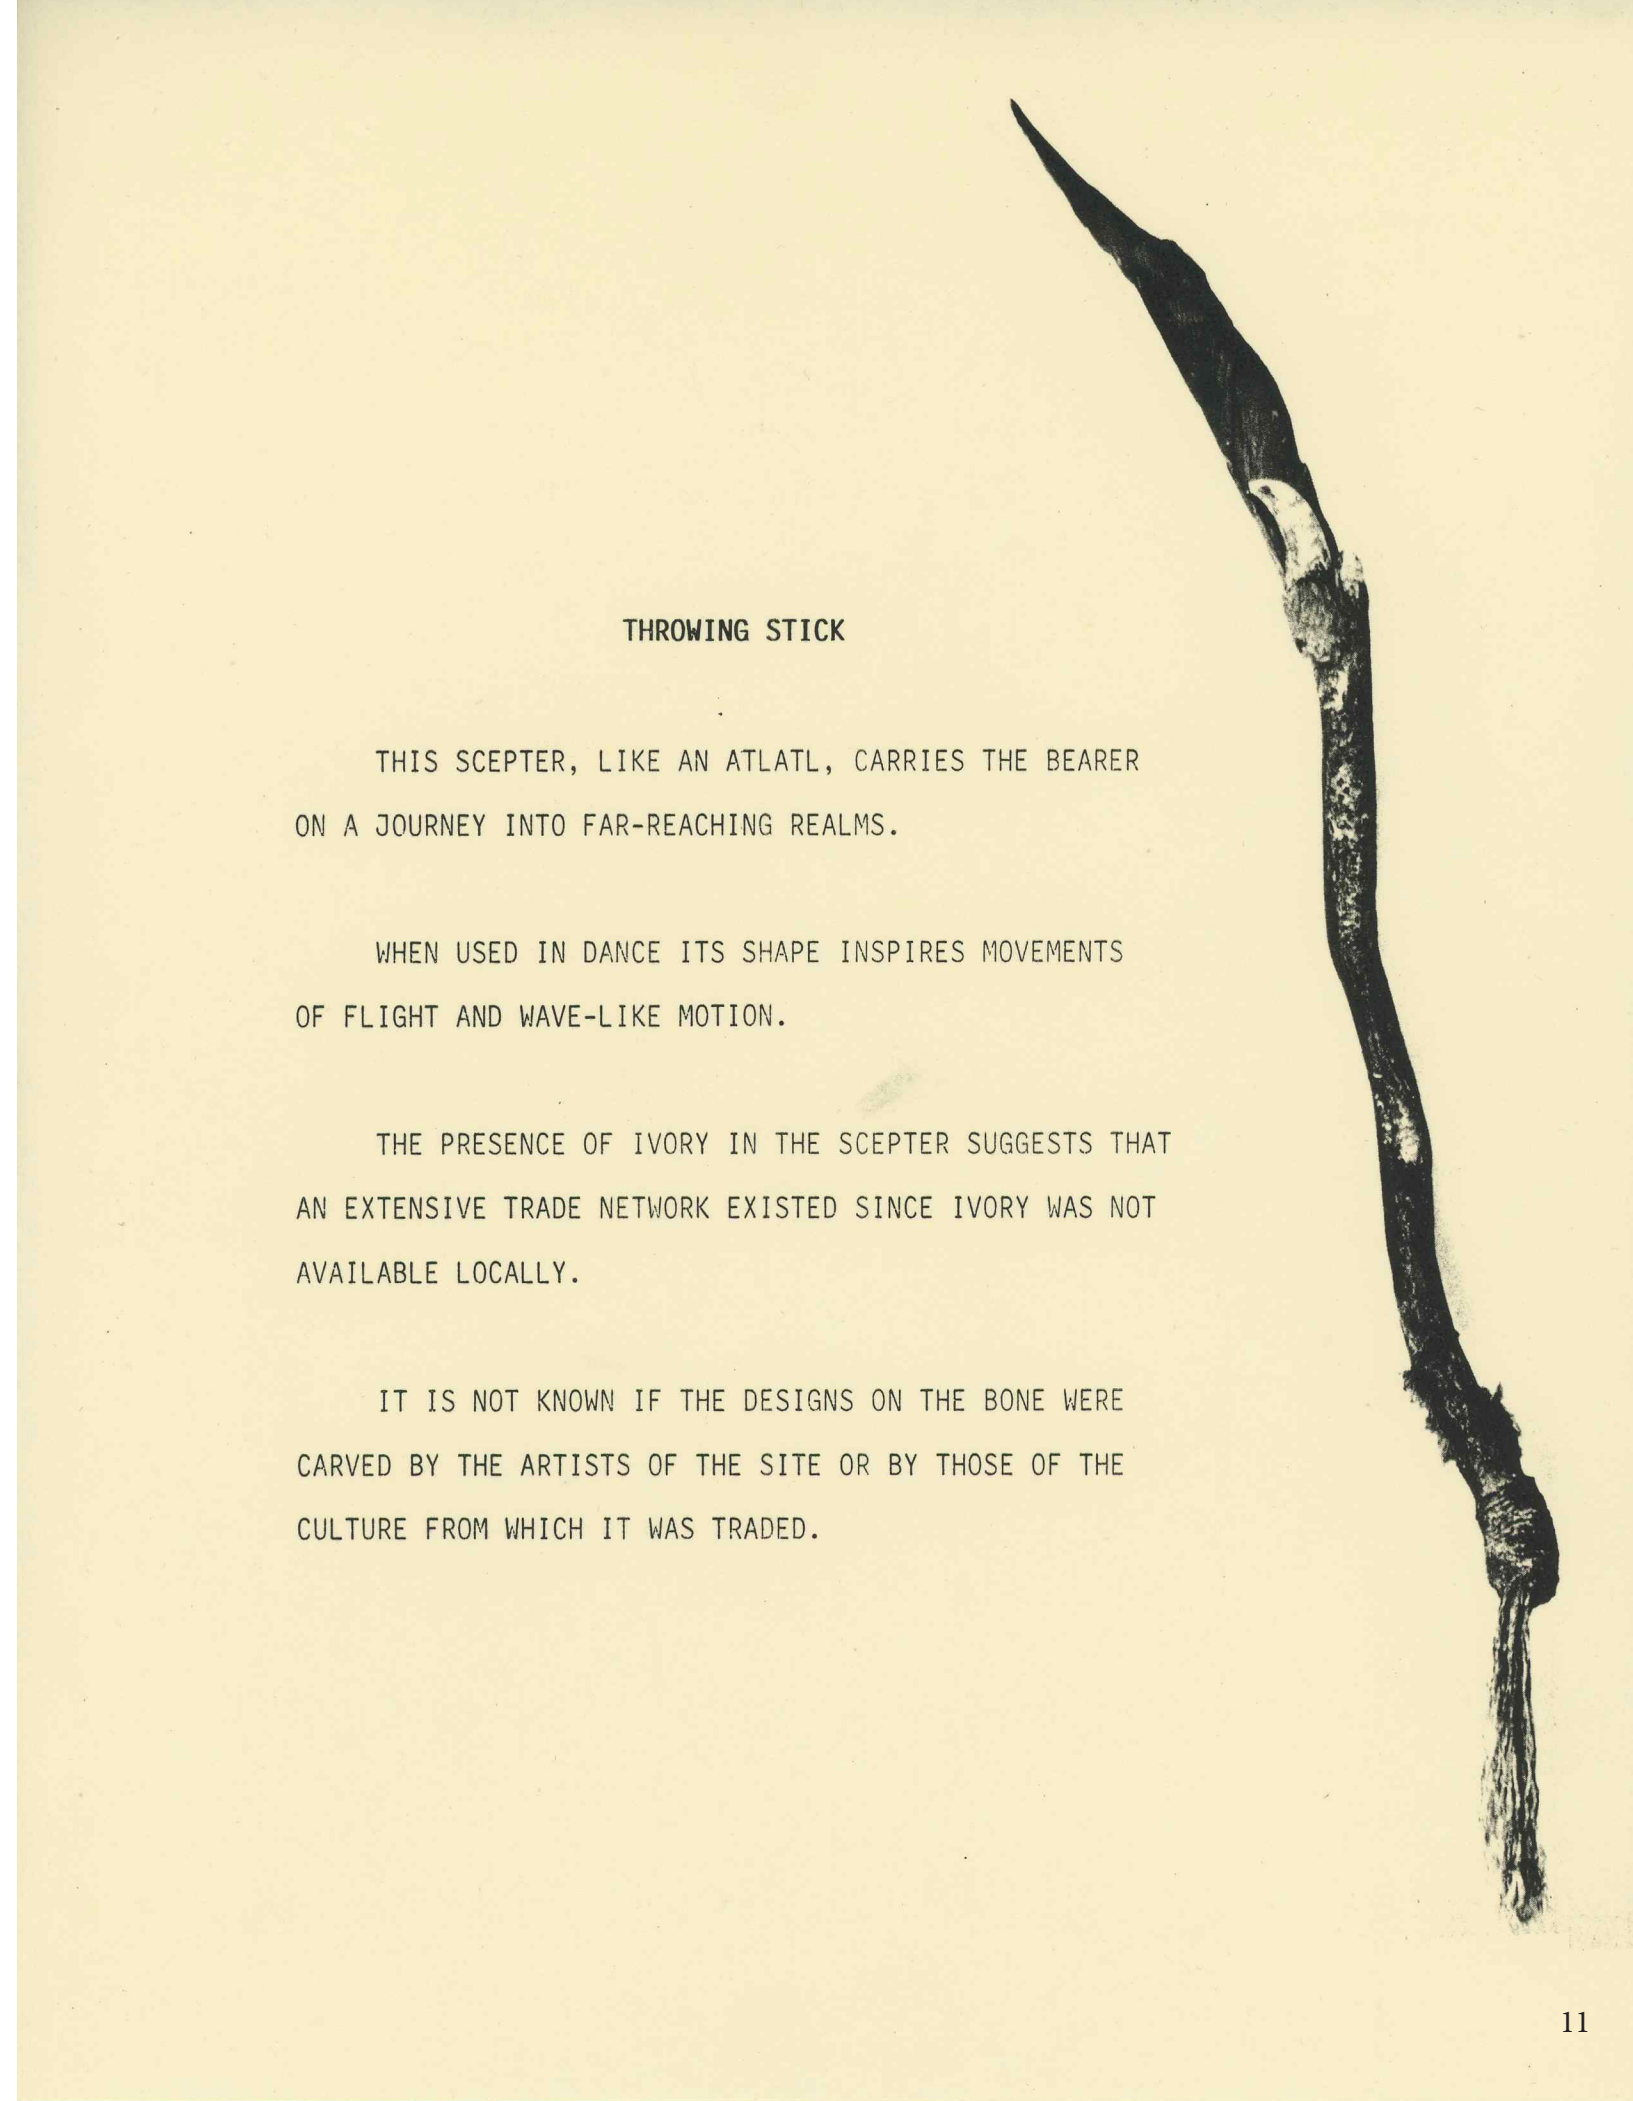 THROWING STICK
THIS SCEPTER, LIKE AN ATLATL, CARRIES THE BEARER
ON A JOURNEY INTO FAR-REACHING REALMS.
WHEN USED IN DANCE ITS SHAPE INSPIRES MOVEMENTS
OF FLIGHT AND WAVE-LIKE MOTION.
THE PRESENCE OF IVORY IN THE SCEPTER SUGGESTS THAT
AN EXTENSIVE TRADE NETWORK EXISTED SINCE IVORY WAS NOT
AVAILABLE LOCALLY.
IT IS NOT KNOWN IF THE DESIGNS ON THE BONE WERE
CARVED BY THE ARTISTS OF THE SITE OR BY THOSE OF THE
CULTURE FROM WHICH IT WAS TRADED.
11